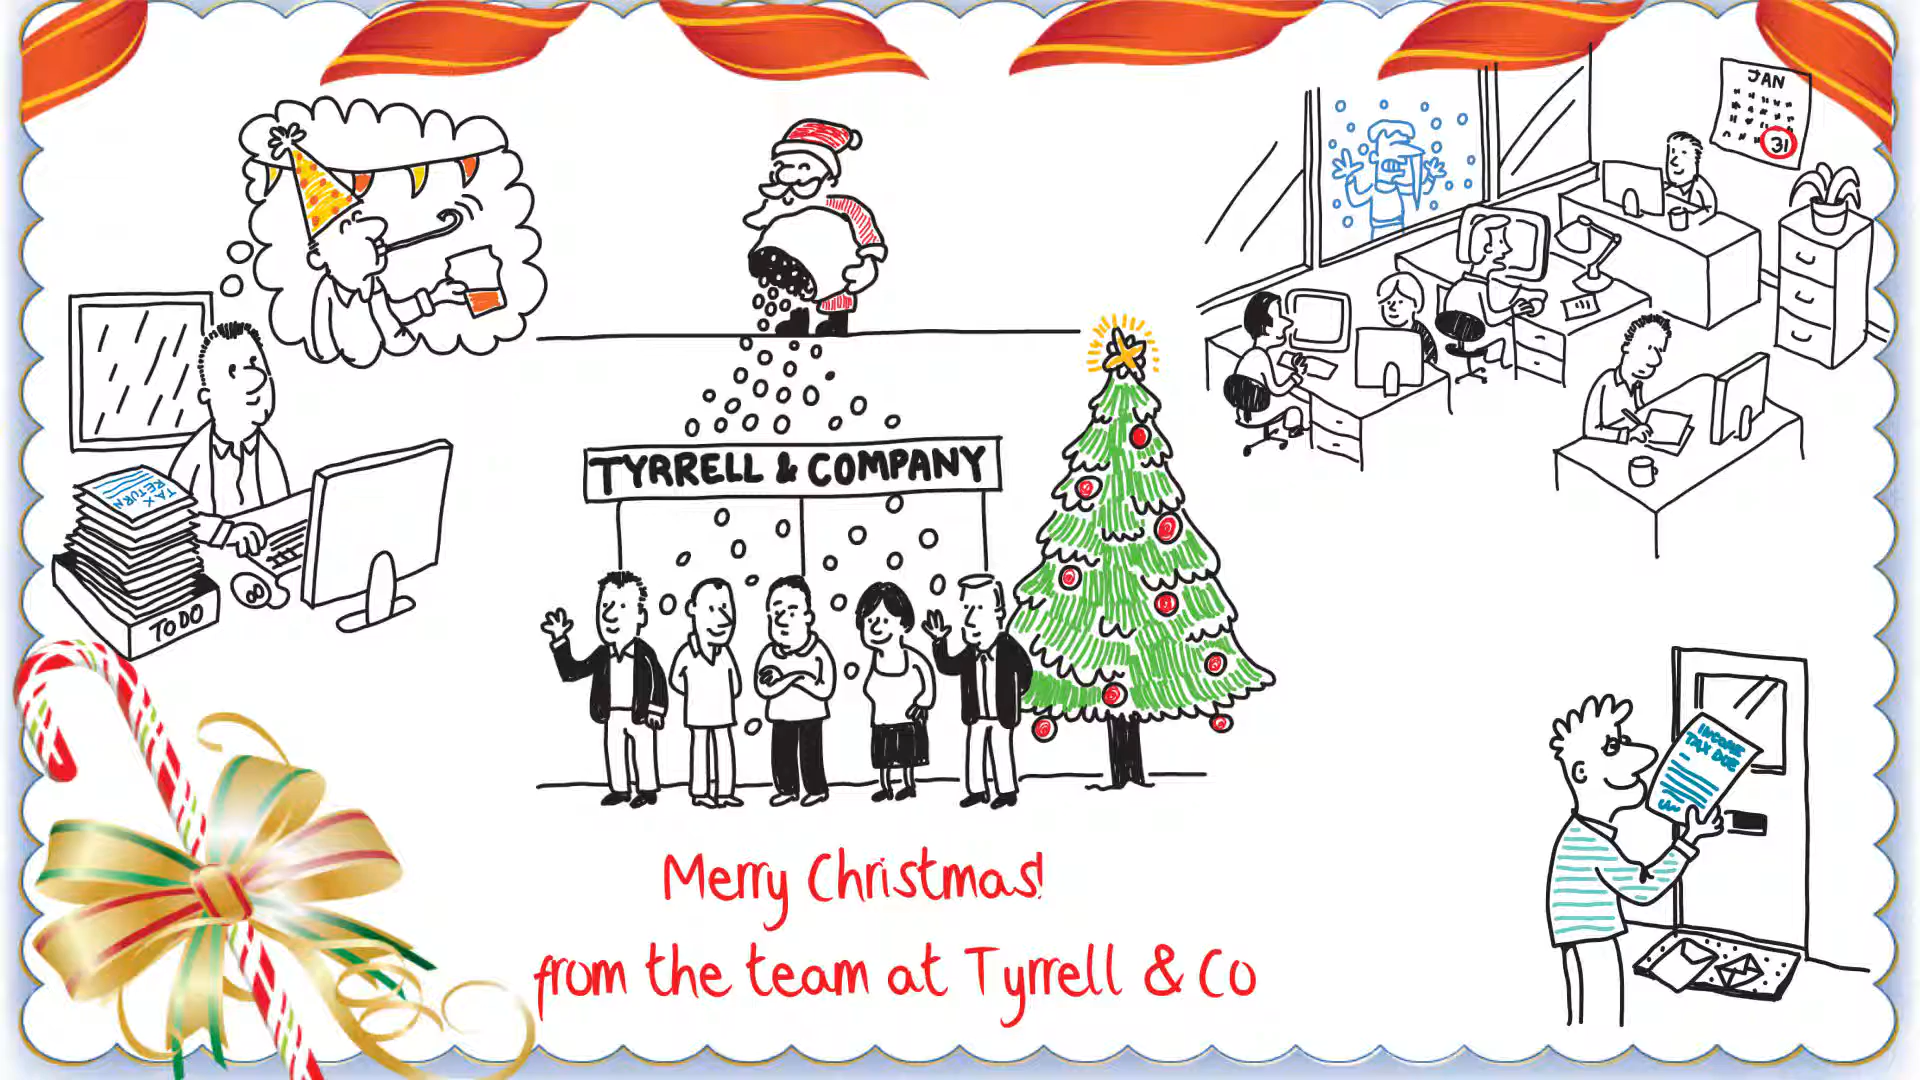 JAN
31
TAX
RETURN
TO DO
TYRRELL & COMPANY
INCOME
TAX DUE
Merry Christmas!
from the team at Tyrrell & Co